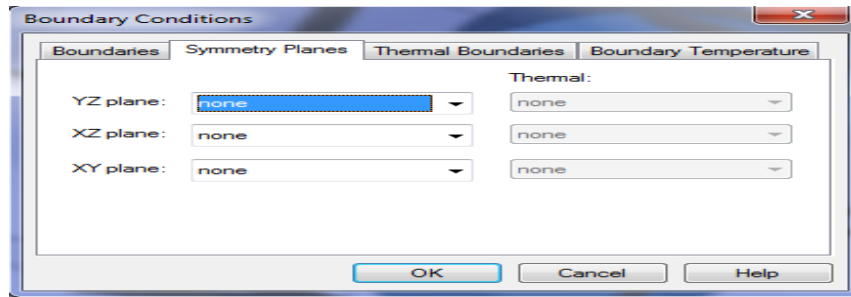 Boundary Conditions
Boundaries Symmetry Planes Thermal Boundaries Boundary Temperature
Thermal:
YZ plane: none none
XZ plane: none none
XY plane: none none
OK Cancel Help